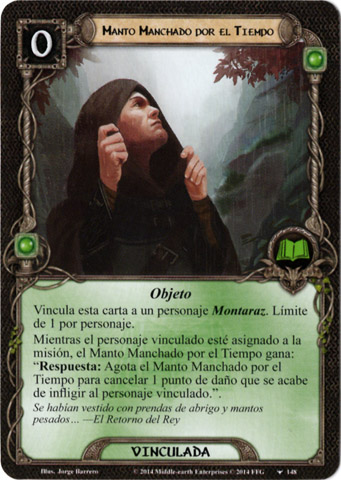 0
Manto Manchado por el Tiempo
Objeto
Vincula esta carta a un personaje Montaraz. Límite
de 1 por personaje.
Mientras el personaje vinculado esté asignado a la
misión, el Manto Manchado por el Tiempo gana:
“Respuesta: Agota el Manto Manchado por el
Tiempo para cancelar 1 punto de daño que se acabe
de infligir al personaje vinculado.”.
Se habían vestido con prendas de abrigo y mantos
pesados… —El Retorno del Rey
VINCULADA
Illus. Jorge Barrero
© 2014 Middle-earth Enterprises © 2014 FFG
148